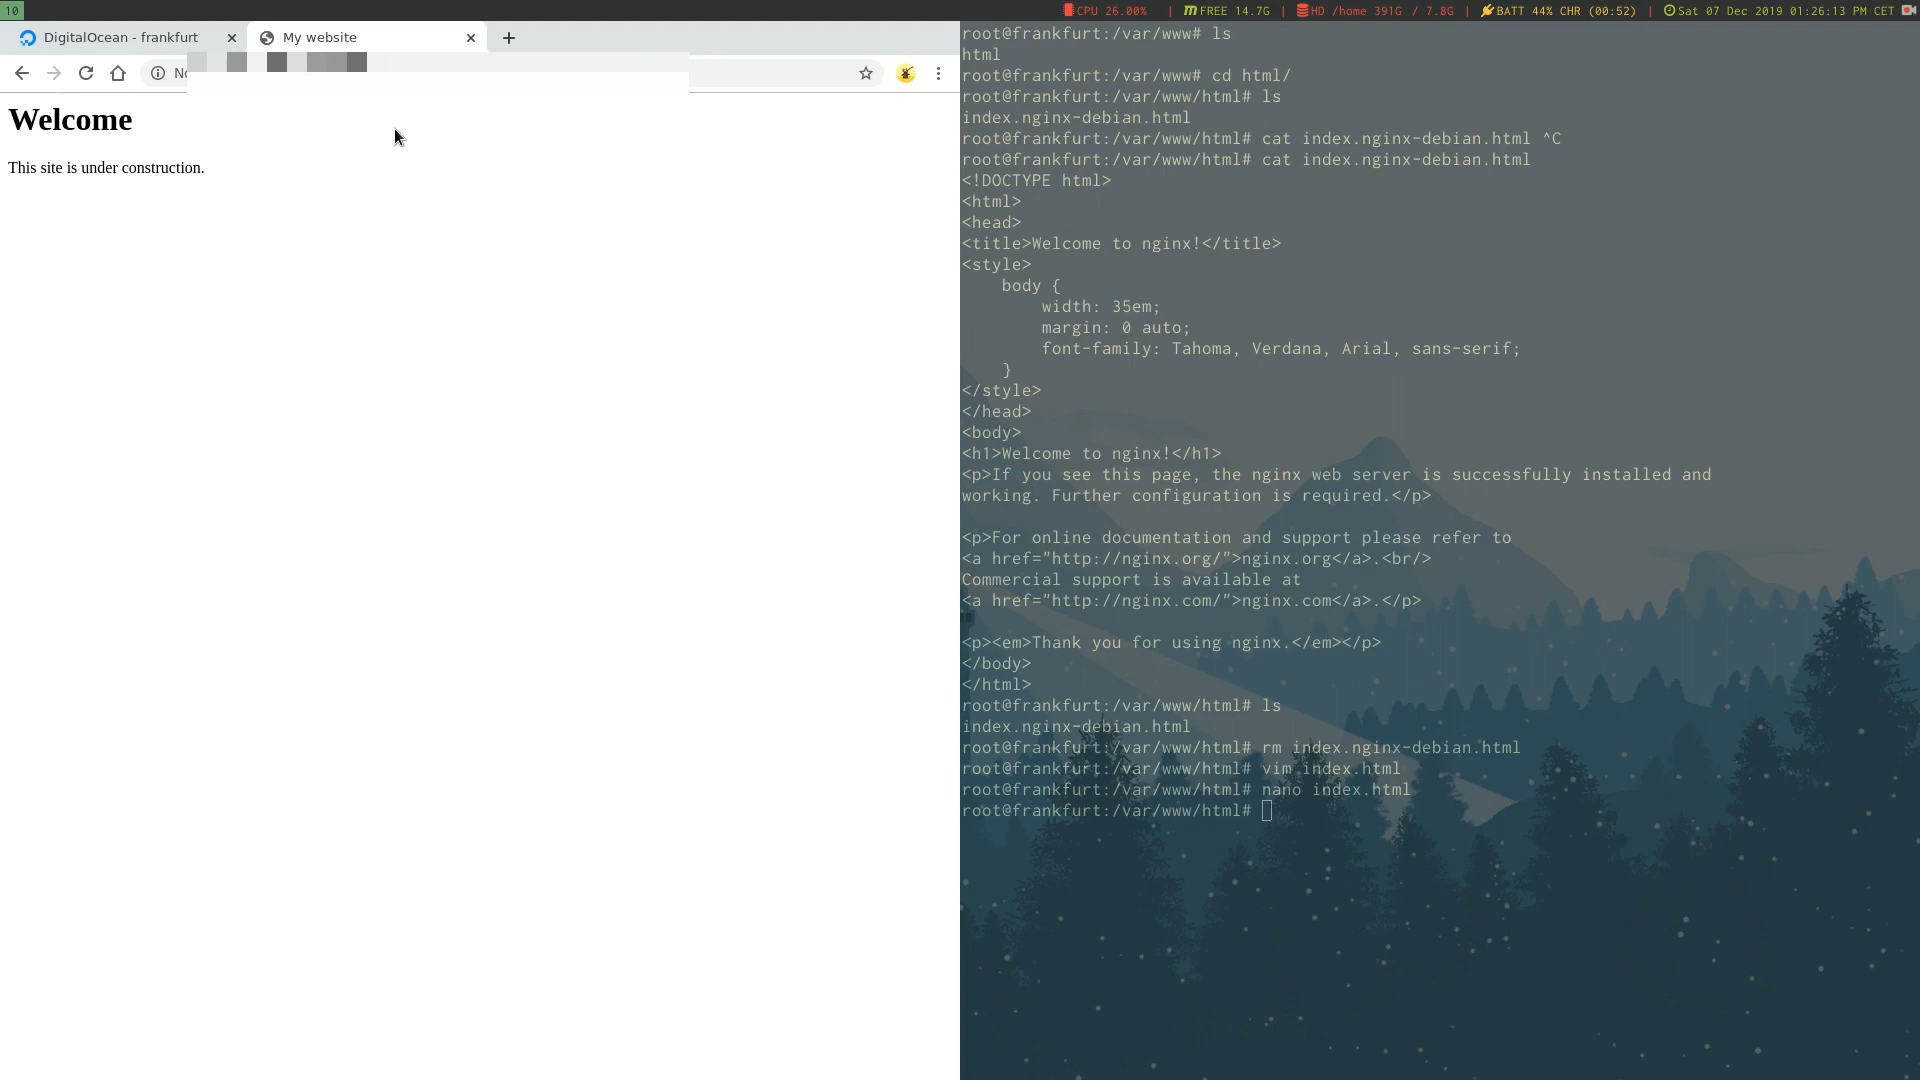 10
CPU 26.00% | FREE 14.7G | HD /home 391G / 7.8G | BATT 44% CHR (00:52) | Sat 07 Dec 2019 01:26:13 PM CET
DigitalOcean - frankfurt
My website
Welcome
This site is under construction.
root@frankfurt:/var/www# ls
html
root@frankfurt:/var/www# cd html/
root@frankfurt:/var/www/html# ls
index.nginx-debian.html
root@frankfurt:/var/www/html# cat index.nginx-debian.html ^C
root@frankfurt:/var/www/html# cat index.nginx-debian.html
<!DOCTYPE html>
<html>
<head>
<title>Welcome to nginx!</title>
<style>
    body {
        width: 35em;
        margin: 0 auto;
        font-family: Tahoma, Verdana, Arial, sans-serif;
    }
</style>
</head>
<body>
<h1>Welcome to nginx!</h1>
<p>If you see this page, the nginx web server is successfully installed and
working. Further configuration is required.</p>
<p>For online documentation and support please refer to
<a href="http://nginx.org/">nginx.org</a>.<br/>
Commercial support is available at
<a href="http://nginx.com/">nginx.com</a>.</p>
<p><em>Thank you for using nginx.</em></p>
</body>
</html>
root@frankfurt:/var/www/html# ls
index.nginx-debian.html
root@frankfurt:/var/www/html# rm index.nginx-debian.html
root@frankfurt:/var/www/html# vim index.html
root@frankfurt:/var/www/html# nano index.html
root@frankfurt:/var/www/html#